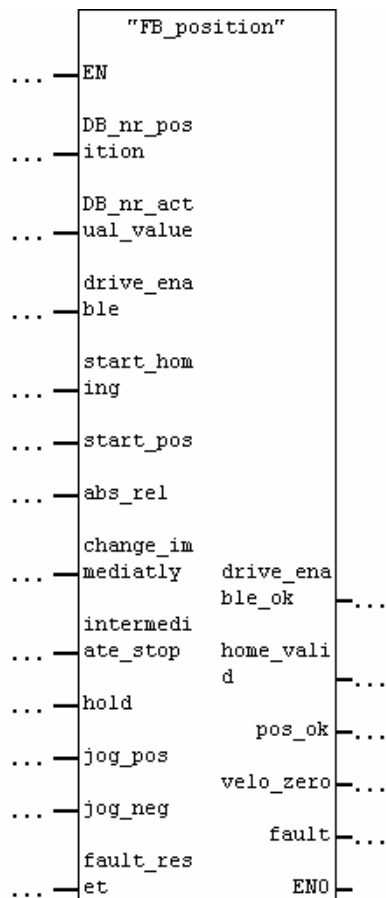 "FB_position"
... EN
DB_nr_pos
... ition
DB_nr_act
... ual_value
drive_ena
... ble
start_hom
... ing
... start_pos
... abs_rel
change_im
... mediatly drive_ena
ble_ok ...
intermedi
... ate_stop home_vali
d ...
... hold
pos_ok ...
... jog_pos
velo_zero ...
... jog_neg
fault ...
fault_res
... et ENO